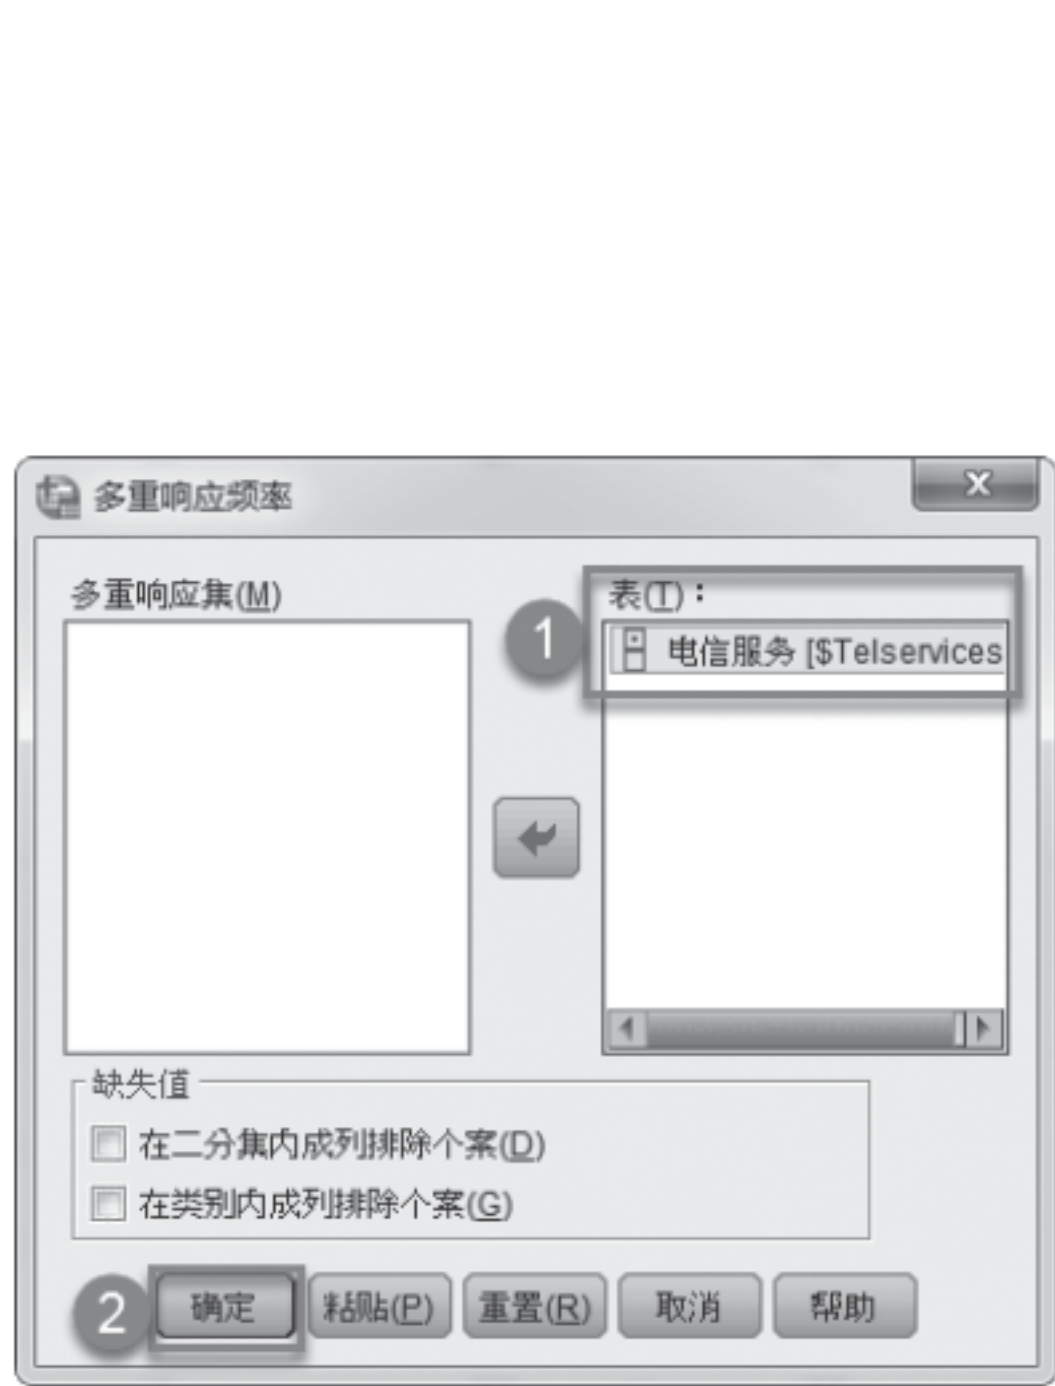 多重响应频率
多重响应集(M)
表(T)：
1
电信服务 [$Telservices
缺失值
在二分集内成列排除个案(D)
在类别内成列排除个案(G)
2
确定
粘贴(P)
重置(R)
取消
帮助